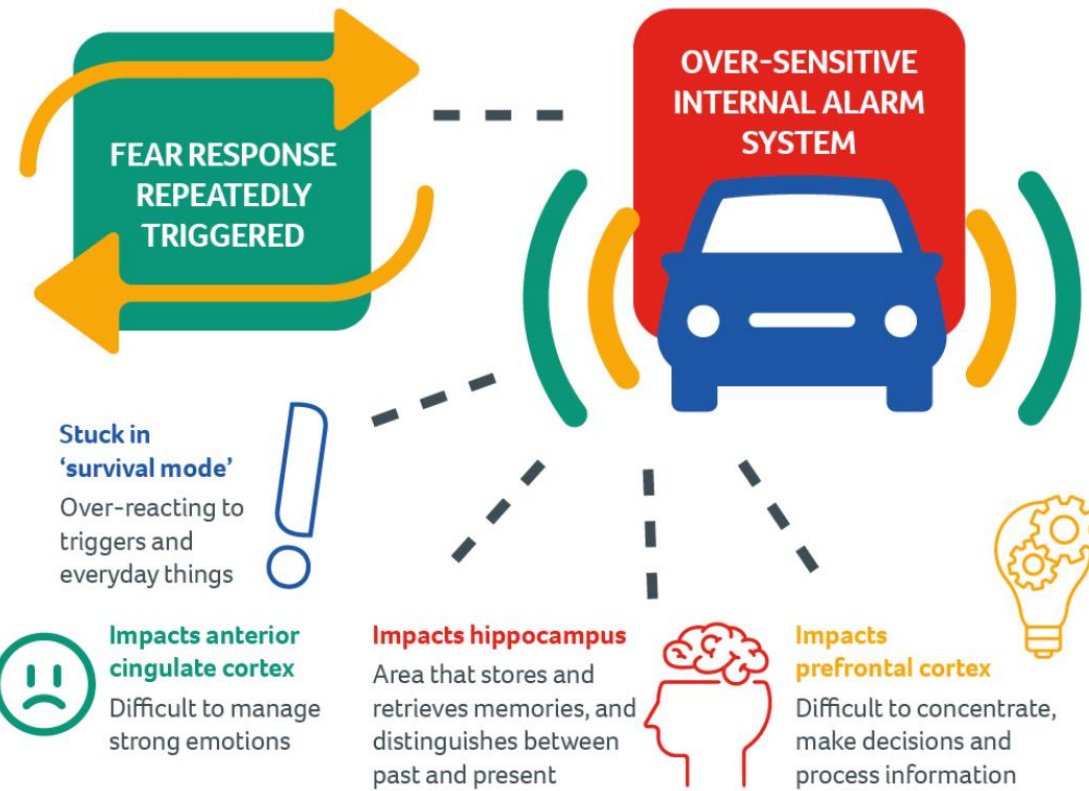 FEAR RESPONSE
REPEATEDLY
TRIGGERED
OVER-SENSITIVE
INTERNAL ALARM
SYSTEM
Stuck in
‘survival mode’
Over-reacting to
triggers and
everyday things
Impacts anterior
cingulate cortex
Difficult to manage
strong emotions
Impacts hippocampus
Area that stores and
retrieves memories, and
distinguishes between
past and present
Impacts
prefrontal cortex
Difficult to concentrate,
make decisions and
process information